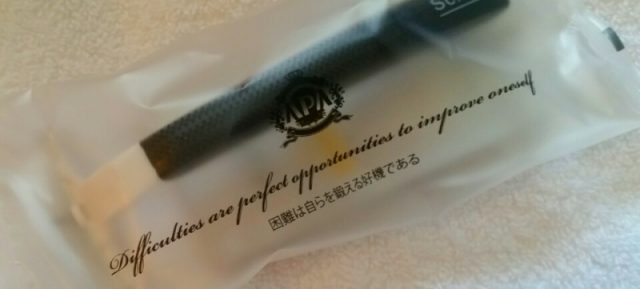 APA
Difficulties are perfect opportunities to improve oneself
困難は自らを鍛える好機である